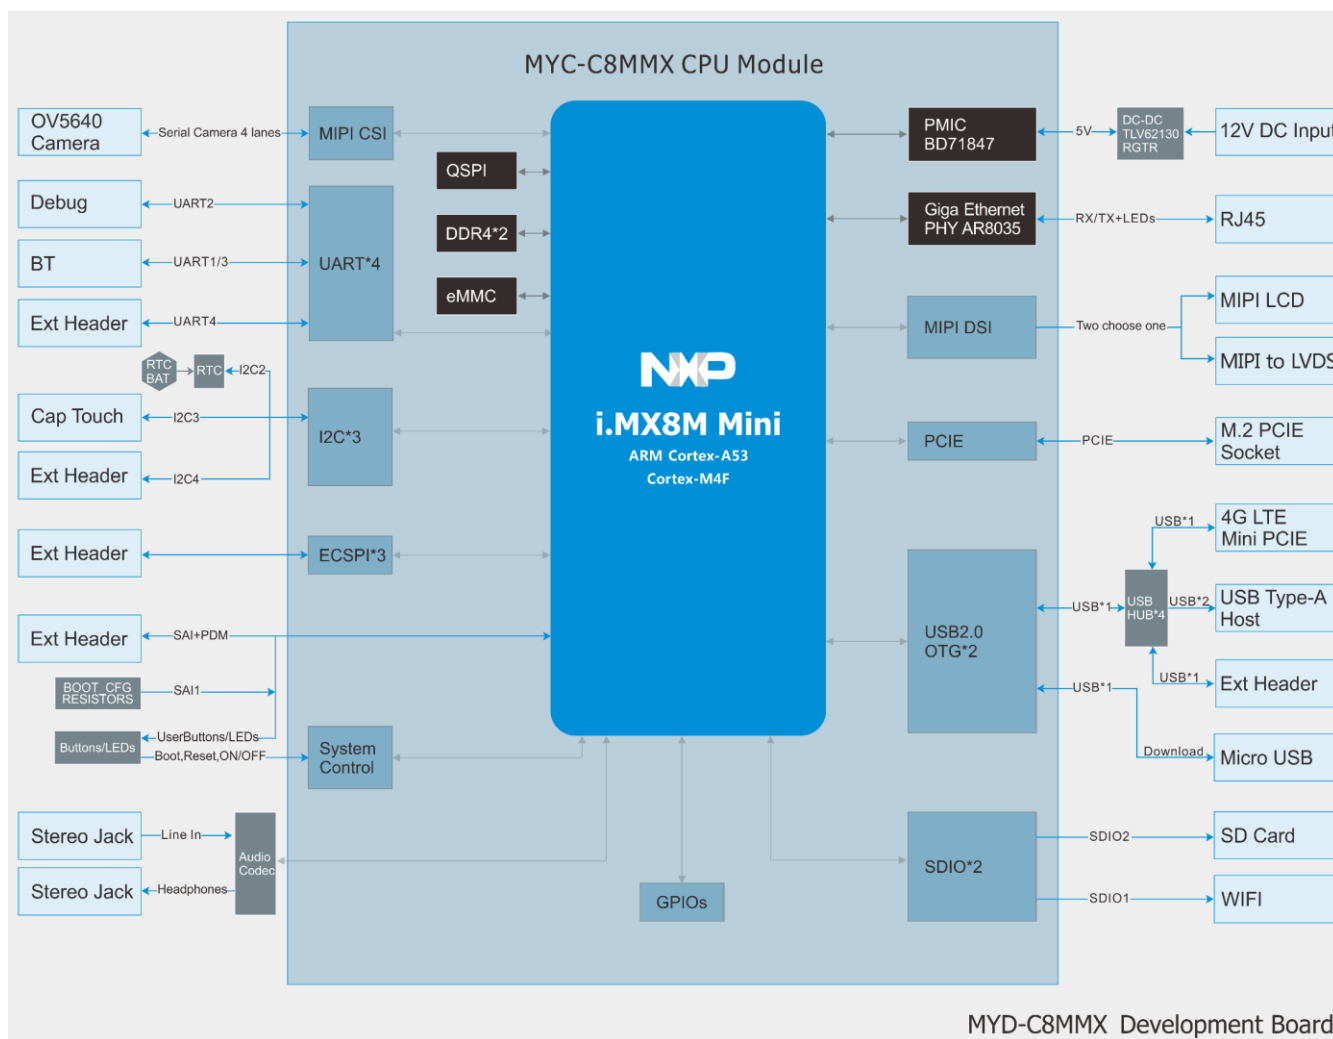 MYC-C8MMX CPU Module
OV5640
Camera
Serial Camera 4 lanes
MIPI CSI
QSPI
DDR4*2
eMMC
Debug
UART2
BT
UART1/3
UART*4
Ext Header
UART4
RTC
BAT
RTC
I2C2
Cap Touch
I2C3
I2C*3
Ext Header
I2C4
Ext Header
ECSPI*3
Ext Header
SAI+PDM
BOOT_CFG
RESISTORS
SAI1
Buttons/LEDs
UserButtons/LEDs
Boot,Reset,ON/OFF
System
Control
Stereo Jack
Line In
Audio
Codec
Stereo Jack
Headphones
NXP
i.MX8M Mini
ARM Cortex-A53
Cortex-M4F
GPIOs
PMIC
BD71847
5V
DC-DC
TLV62130
RGTR
12V DC Input
Giga Ethernet
PHY AR8035
RX/TX+LEDs
RJ45
MIPI DSI
Two choose one
MIPI LCD
MIPI to LVDS
PCIE
PCIE
M.2 PCIE
Socket
USB2.0
OTG*2
USB*1
USB
HUB*4
USB*1
4G LTE
Mini PCIE
USB*2
USB Type-A
Host
USB*1
Ext Header
USB*1
Download
Micro USB
SDIO*2
SDIO2
SD Card
SDIO1
WIFI
MYD-C8MMX Development Board